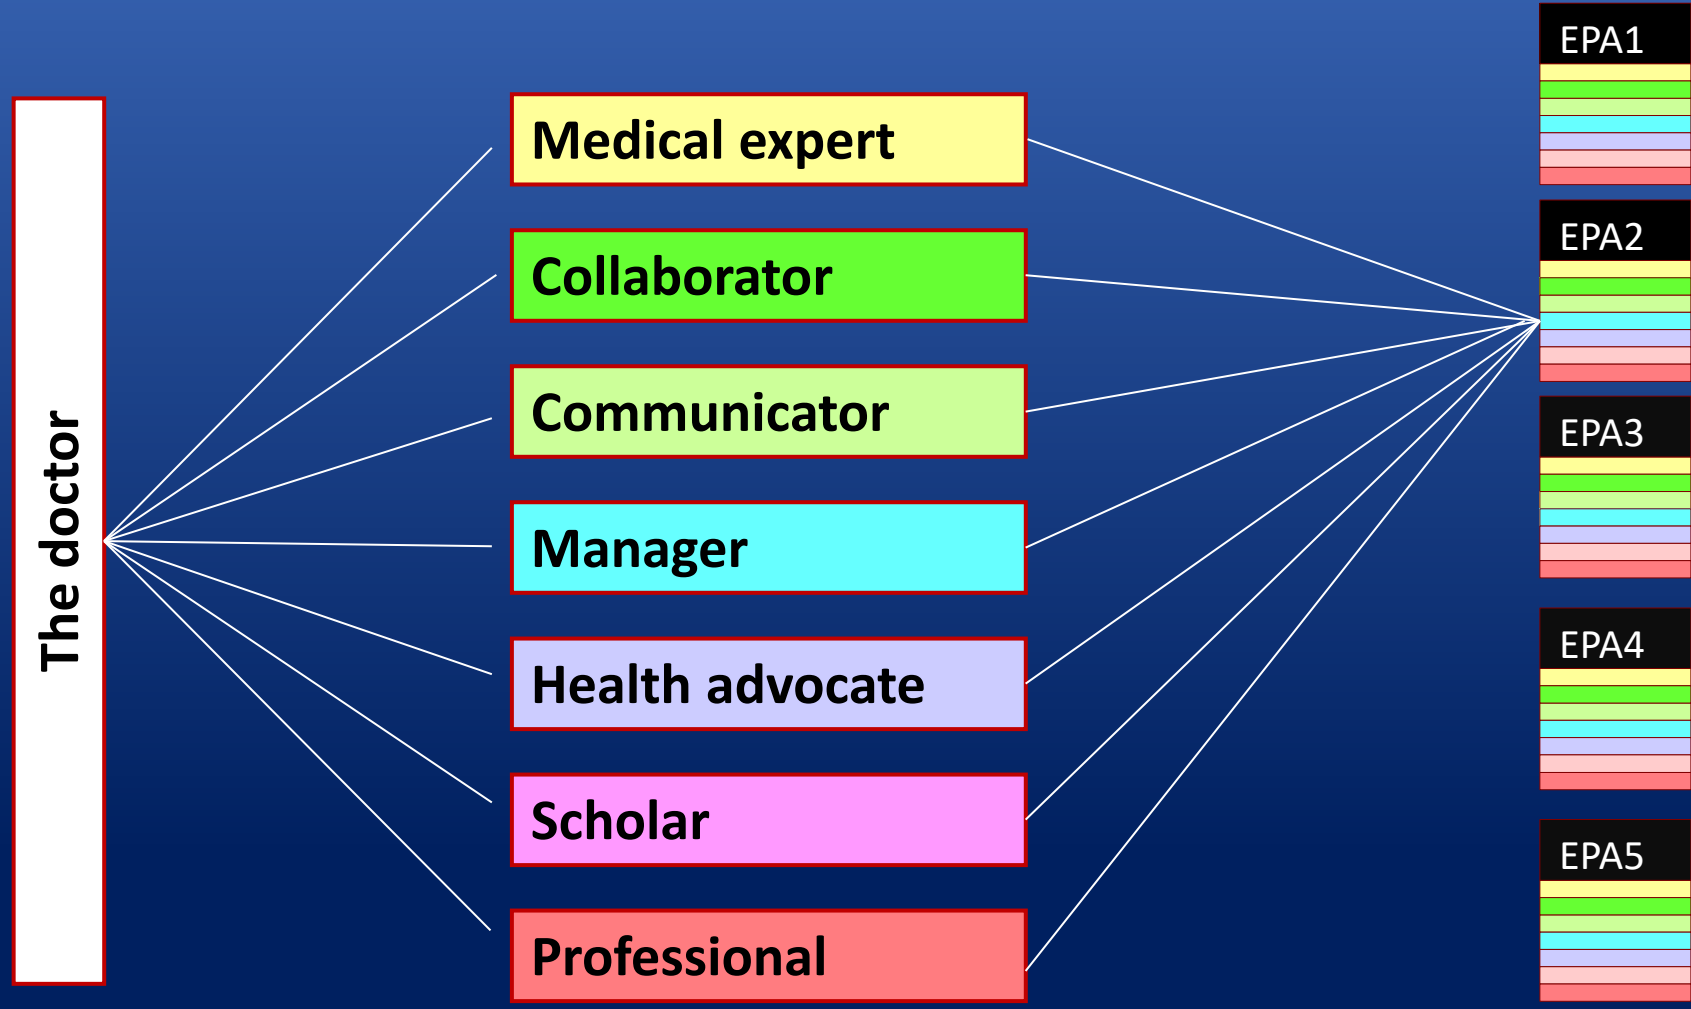 The doctor
Medical expert
Collaborator
Communicator
Manager
Health advocate
Scholar
Professional
EPA1
EPA2
EPA3
EPA4
EPA5